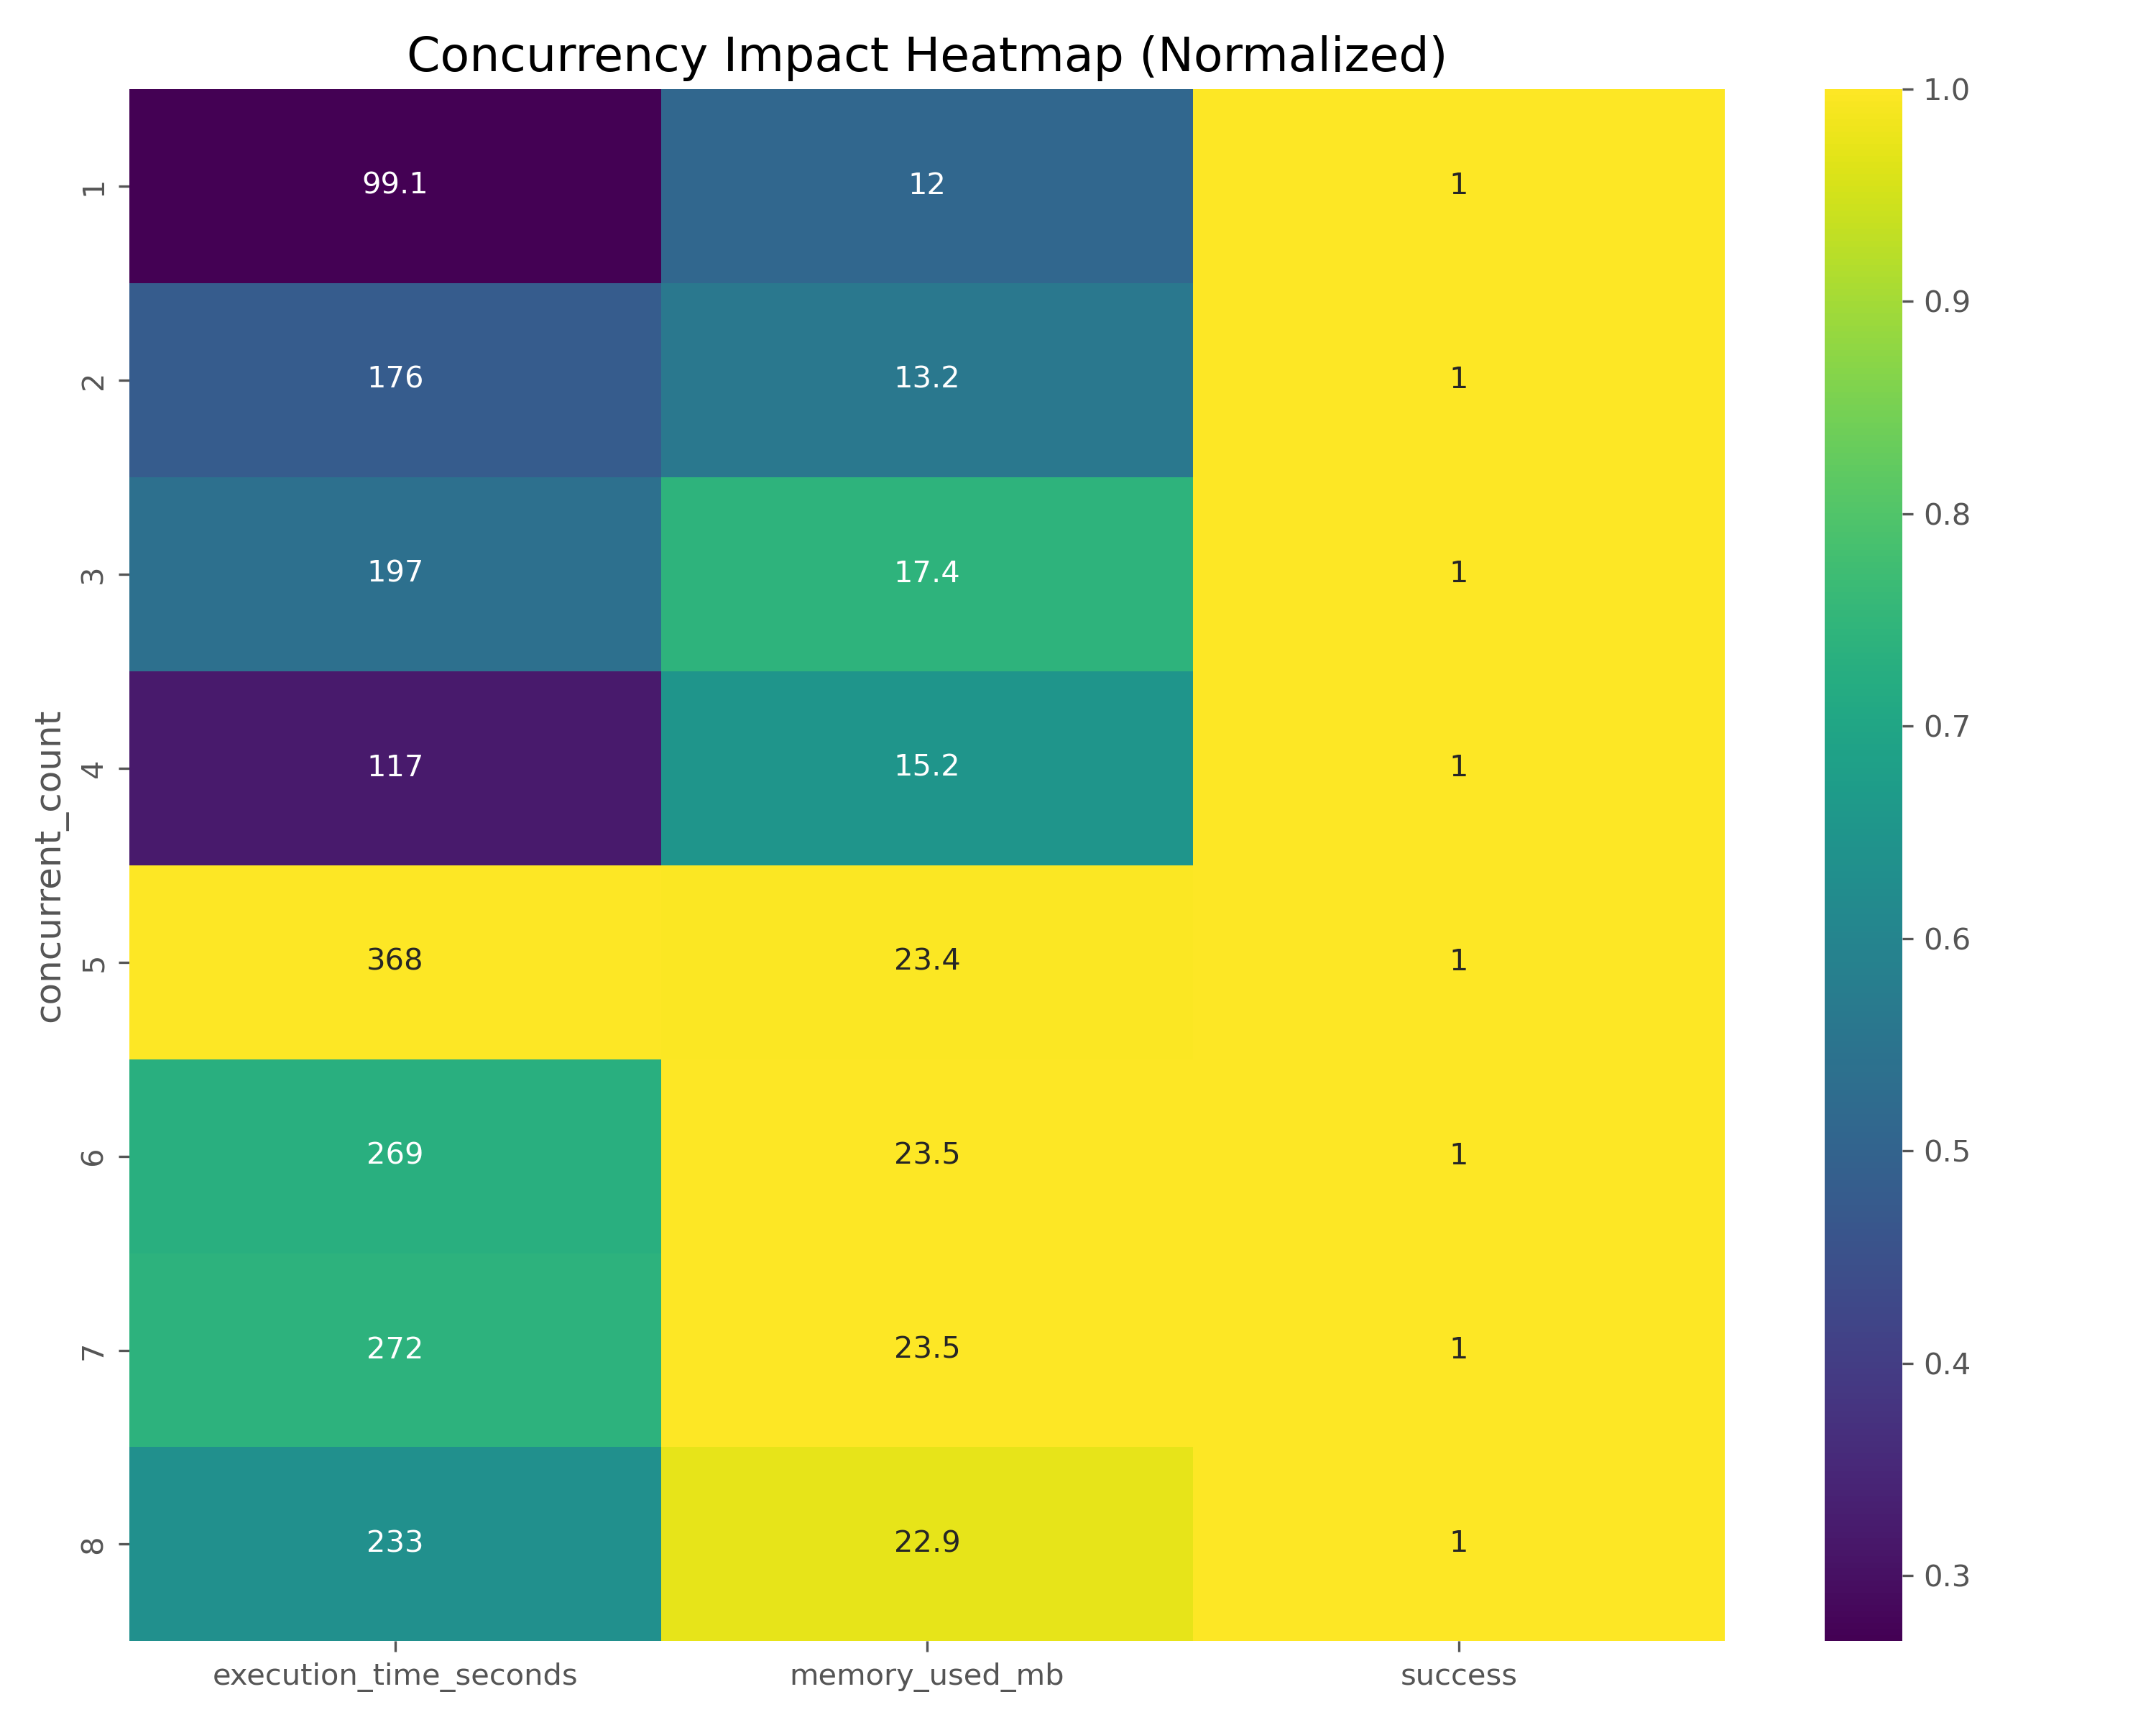 Concurrency Impact Heatmap (Normalized)
concurrent_count
1 99.1 12 1
2 176 13.2 1
3 197 17.4 1
4 117 15.2 1
5 368 23.4 1
6 269 23.5 1
7 272 23.5 1
8 233 22.9 1
execution_time_seconds memory_used_mb success
1.0
0.9
0.8
0.7
0.6
0.5
0.4
0.3